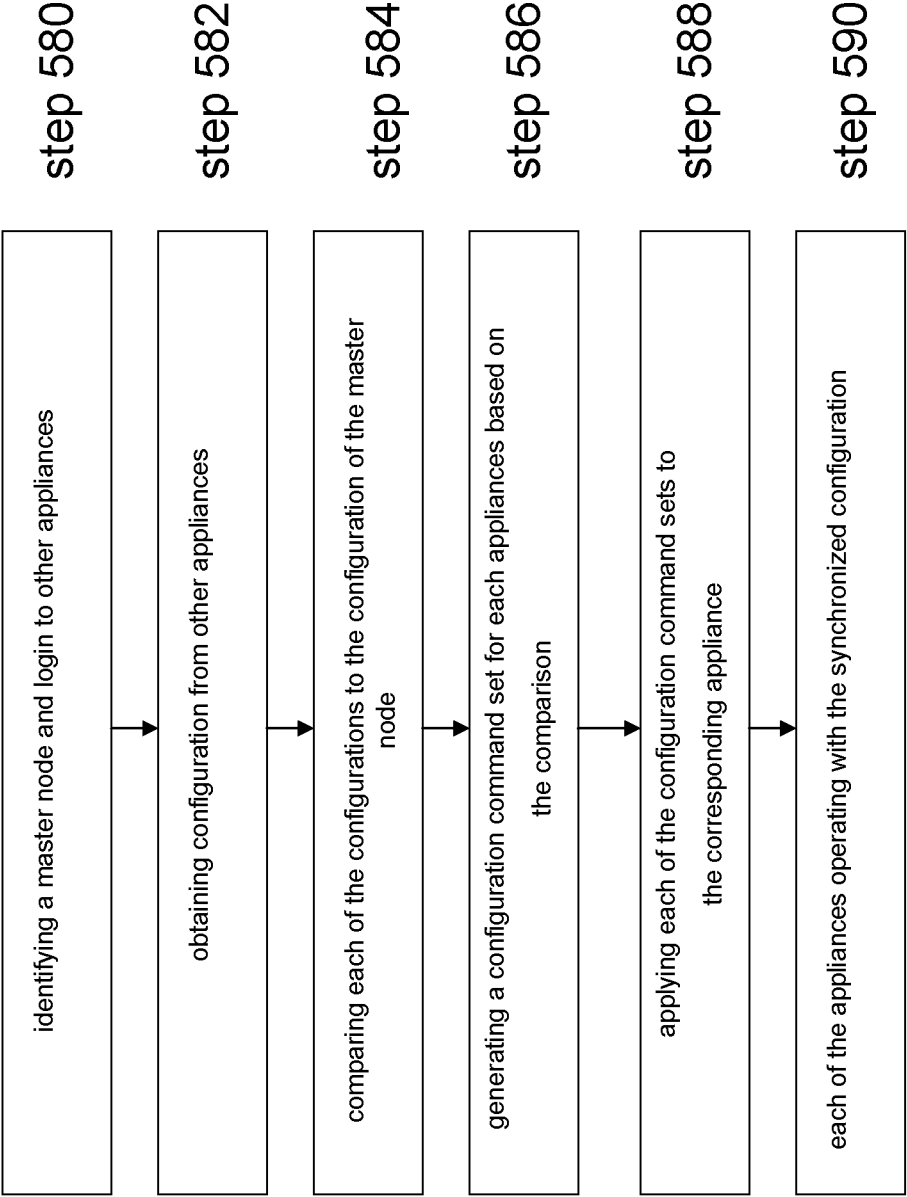 step 580
identifying a master node and login to other appliances
step 582
obtaining configuration from other appliances
step 584
comparing each of the configurations to the configuration of the master
node
step 586
generating a configuration command set for each appliances based on
the comparison
step 588
applying each of the configuration command sets to
the corresponding appliance
step 590
each of the appliances operating with the synchronized configuration